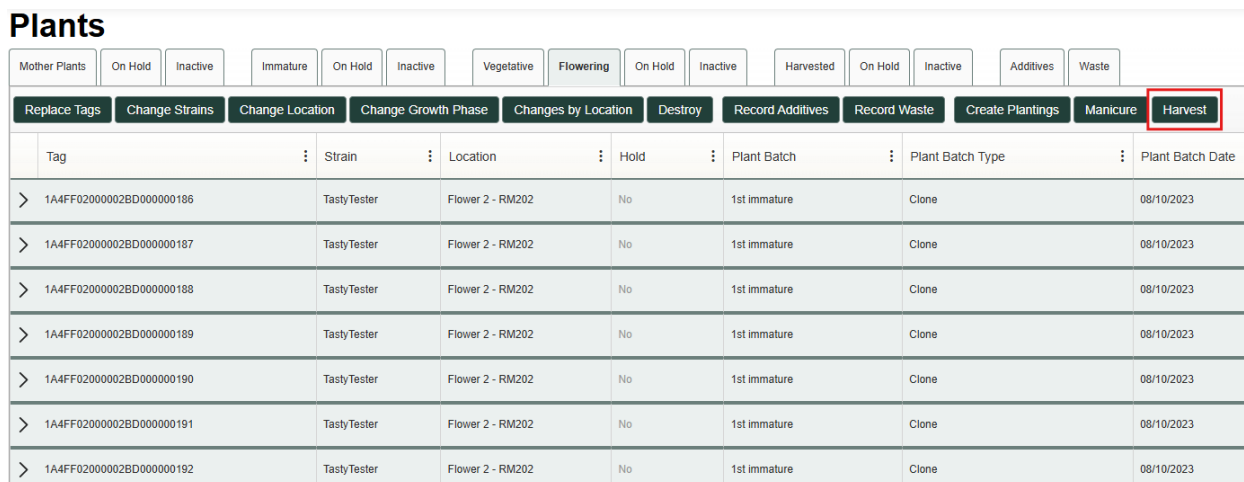 Plants
Mother Plants On Hold Inactive Immature On Hold Inactive Vegetative Flowering On Hold Inactive Harvested On Hold Inactive Additives Waste
Replace Tags Change Strains Change Location Change Growth Phase Changes by Location Destroy Record Additives Record Waste Create Plantings Manicure Harvest
Tag Strain Location Hold Plant Batch Plant Batch Type Plant Batch Date
1A4FF02000002BD000000186 TastyTester Flower 2 - RM202 No 1st immature Clone 08/10/2023
1A4FF02000002BD000000187 TastyTester Flower 2 - RM202 No 1st immature Clone 08/10/2023
1A4FF02000002BD000000188 TastyTester Flower 2 - RM202 No 1st immature Clone 08/10/2023
1A4FF02000002BD000000189 TastyTester Flower 2 - RM202 No 1st immature Clone 08/10/2023
1A4FF02000002BD000000190 TastyTester Flower 2 - RM202 No 1st immature Clone 08/10/2023
1A4FF02000002BD000000191 TastyTester Flower 2 - RM202 No 1st immature Clone 08/10/2023
1A4FF02000002BD000000192 TastyTester Flower 2 - RM202 No 1st immature Clone 08/10/2023